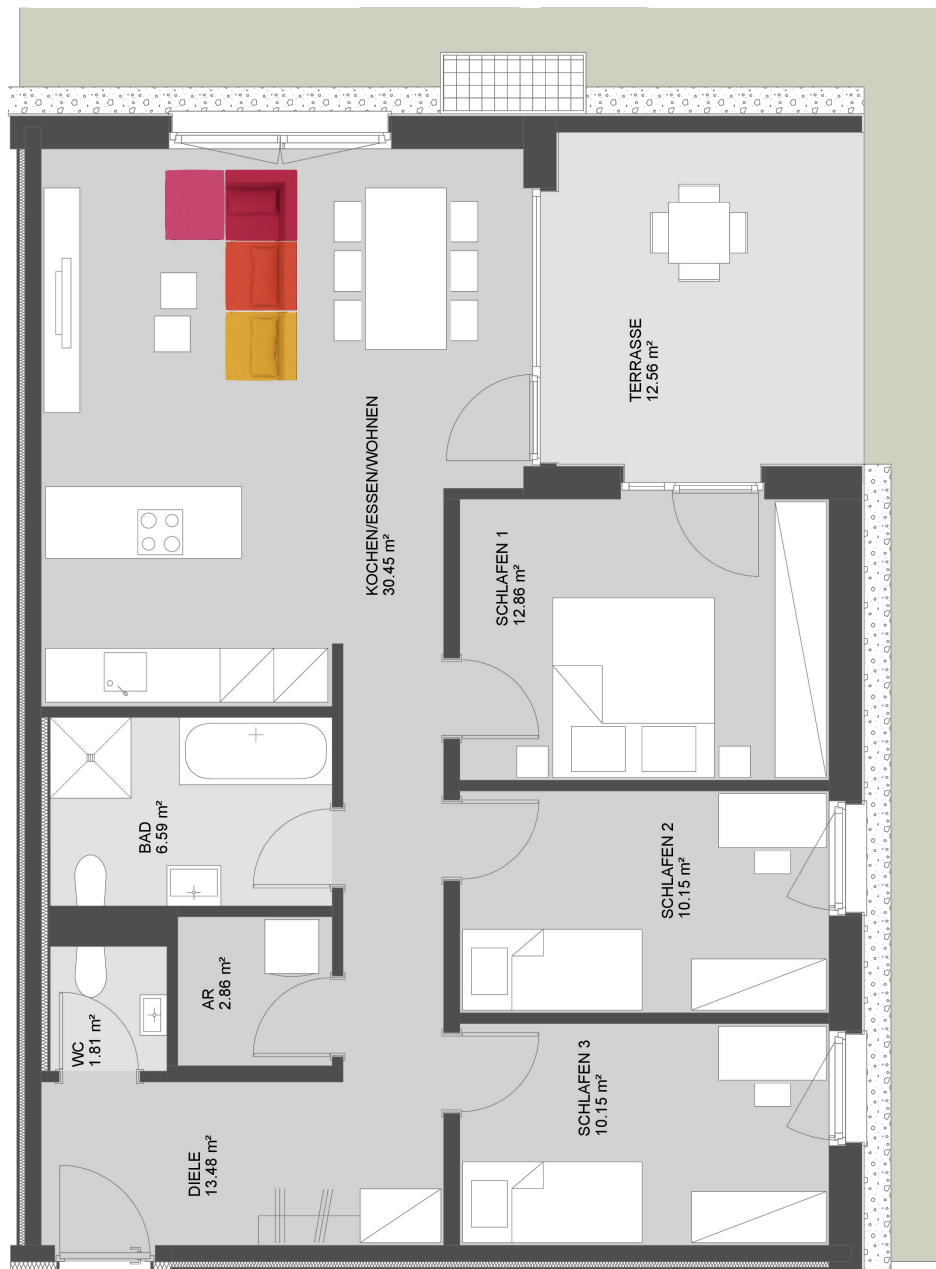 KOCHEN/ESSEN/WOHNEN
30.45 m²
TERRASSE
12.56 m²
SCHLAFEN 1
12.86 m²
BAD
6.59 m²
SCHLAFEN 2
10.15 m²
AR
2.86 m²
WC
1.81 m²
SCHLAFEN 3
10.15 m²
DIELE
13.48 m²